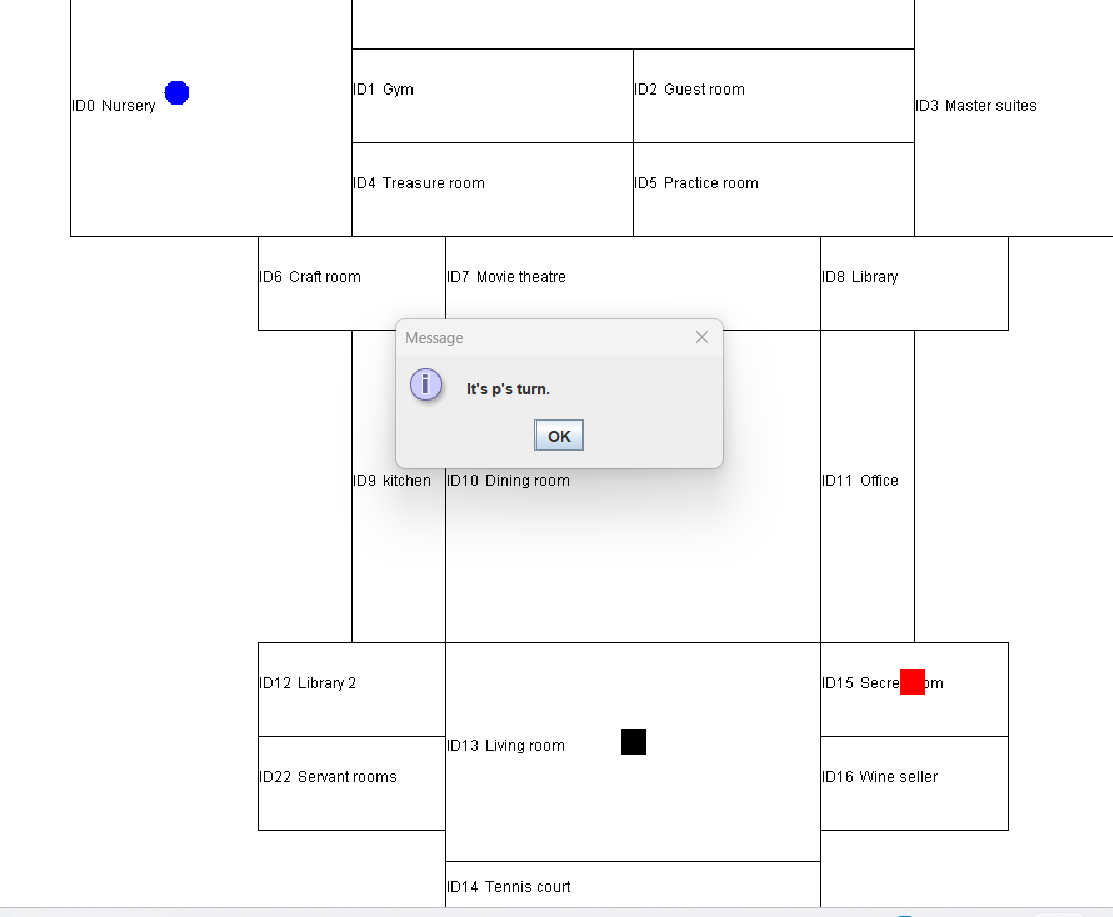 ID1 Gym
ID2 Guest room
ID0 Nursery
ID3 Master suites
ID4 Treasure room
ID5 Practice room
ID6 Craft room
ID7 Movie theatre
ID8 Library
Message
It's p's turn.
OK
ID9 kitchen
ID10 Dining room
ID11 Office
ID12 Library 2
ID15
ID13 Living room
ID22 Servant rooms
ID16 Wine seller
ID14 Tennis court